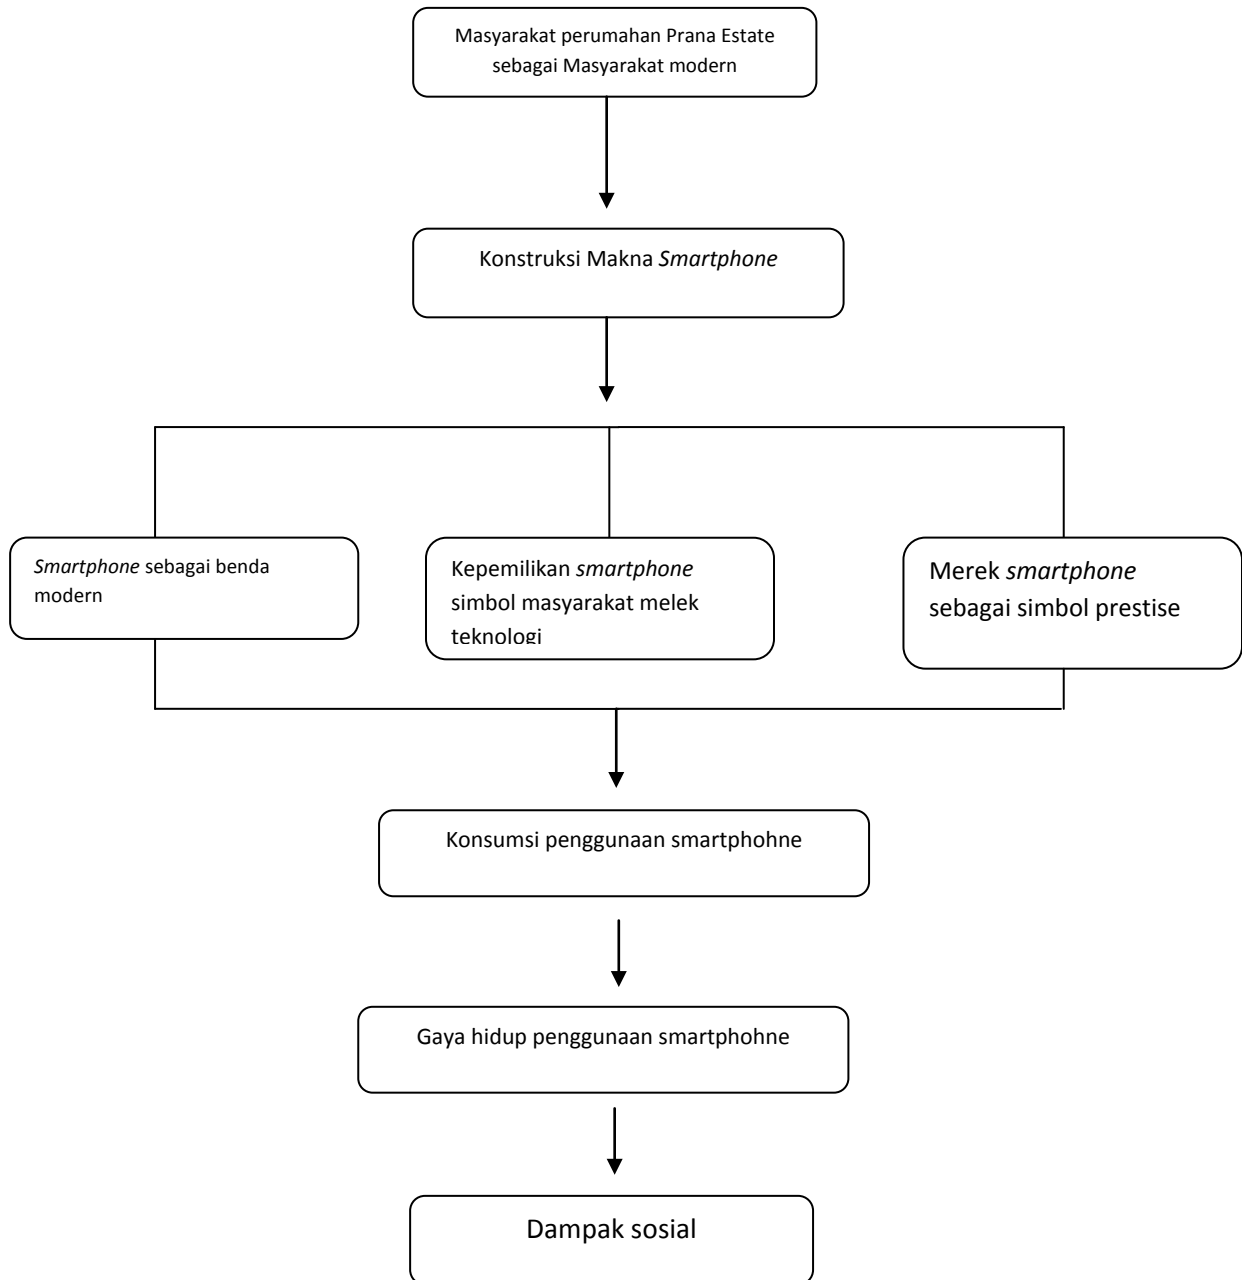 Masyarakat perumahan Prana Estate
sebagai Masyarakat modern
Konstruksi Makna Smartphone
Smartphone sebagai benda
modern
Kepemilikan smartphone
simbol masyarakat melek
teknologi
Merek smartphone
sebagai simbol prestise
Konsumsi penggunaan smartphohne
Gaya hidup penggunaan smartphohne
Dampak sosial